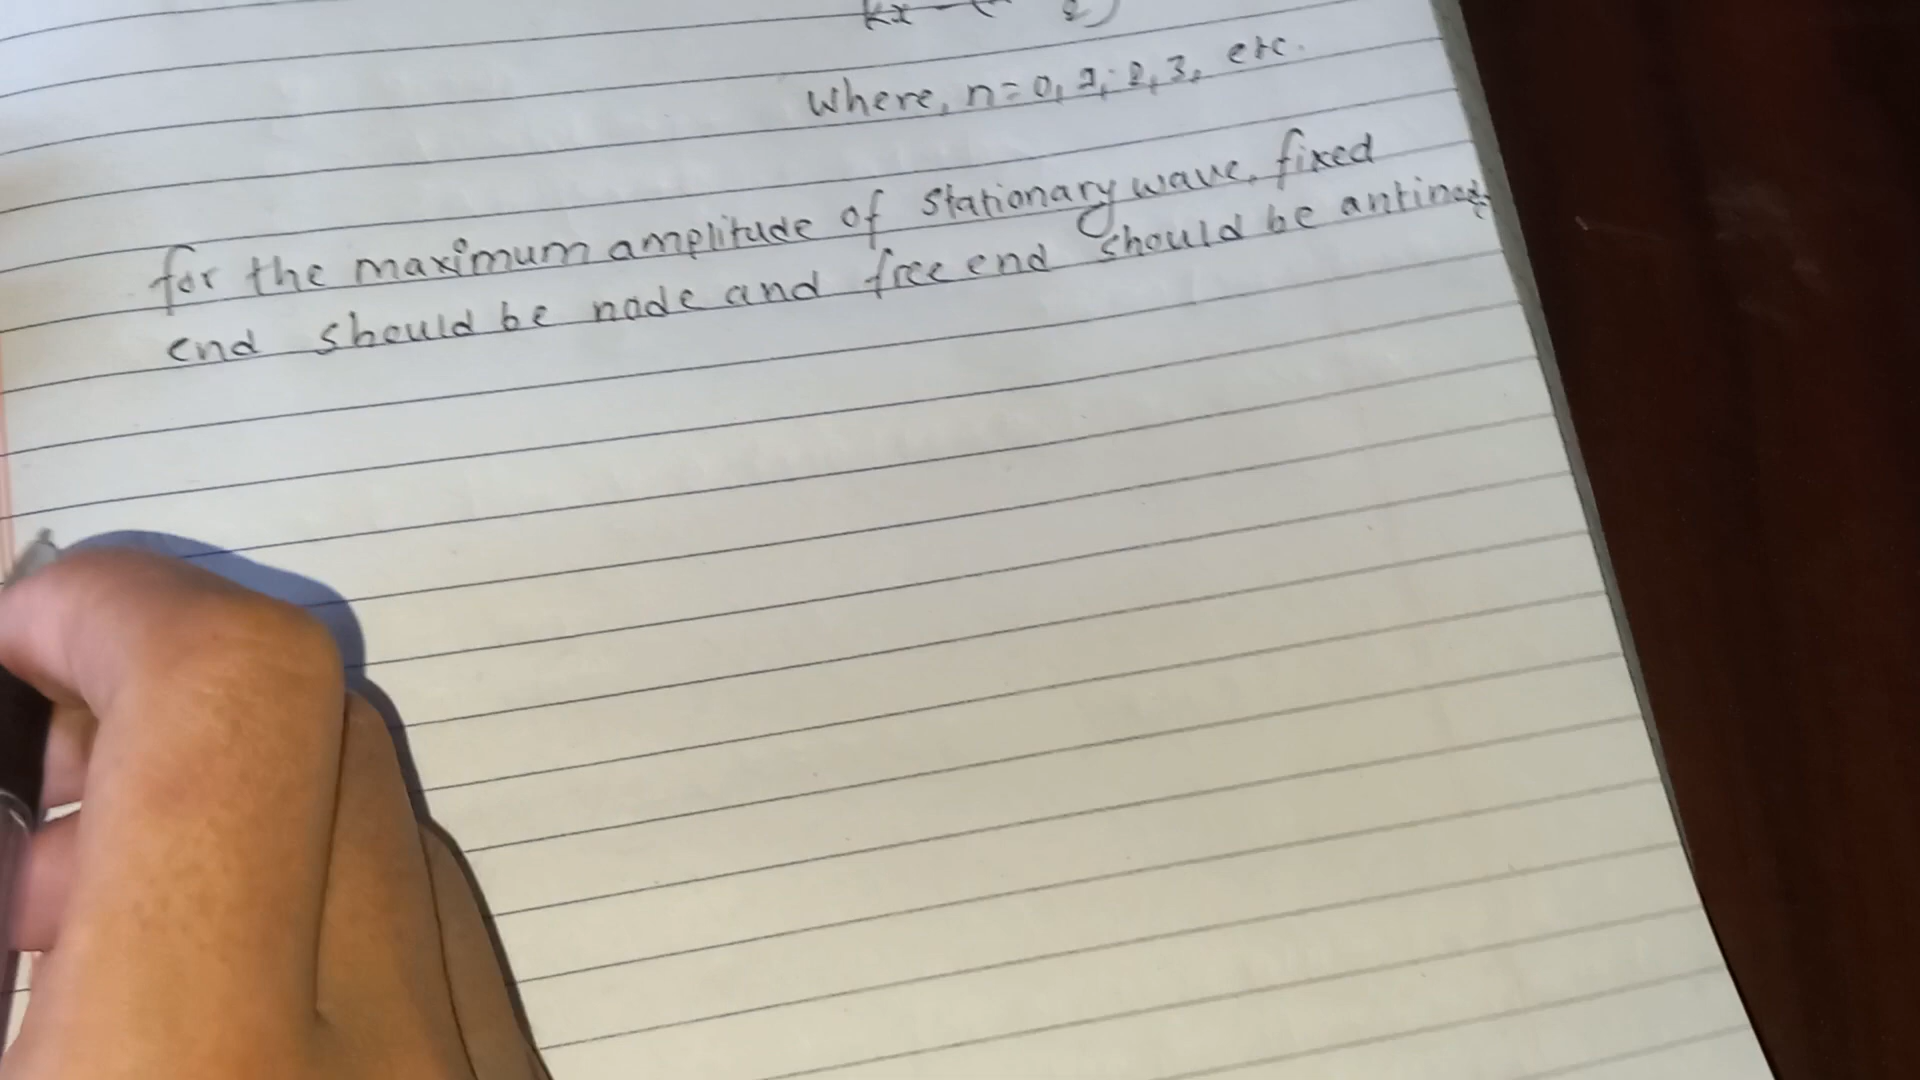 kx
Where, n=0, 1, 2, 3, etc.
for the maximum amplitude of stationary wave, fixed
end should be node and free end should be antinode